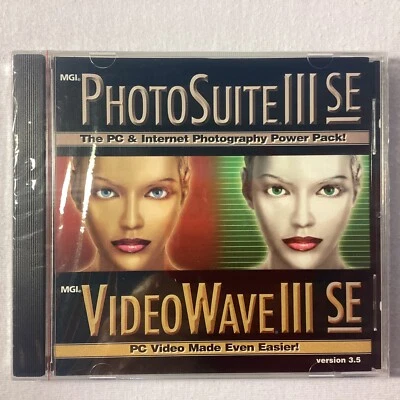 MGI® PHOTOSUITE III SE
The PC & Internet Photography Power Pack!
MGI® VIDEOWAVE III SE
PC Video Made Even Easier!
version 3.5